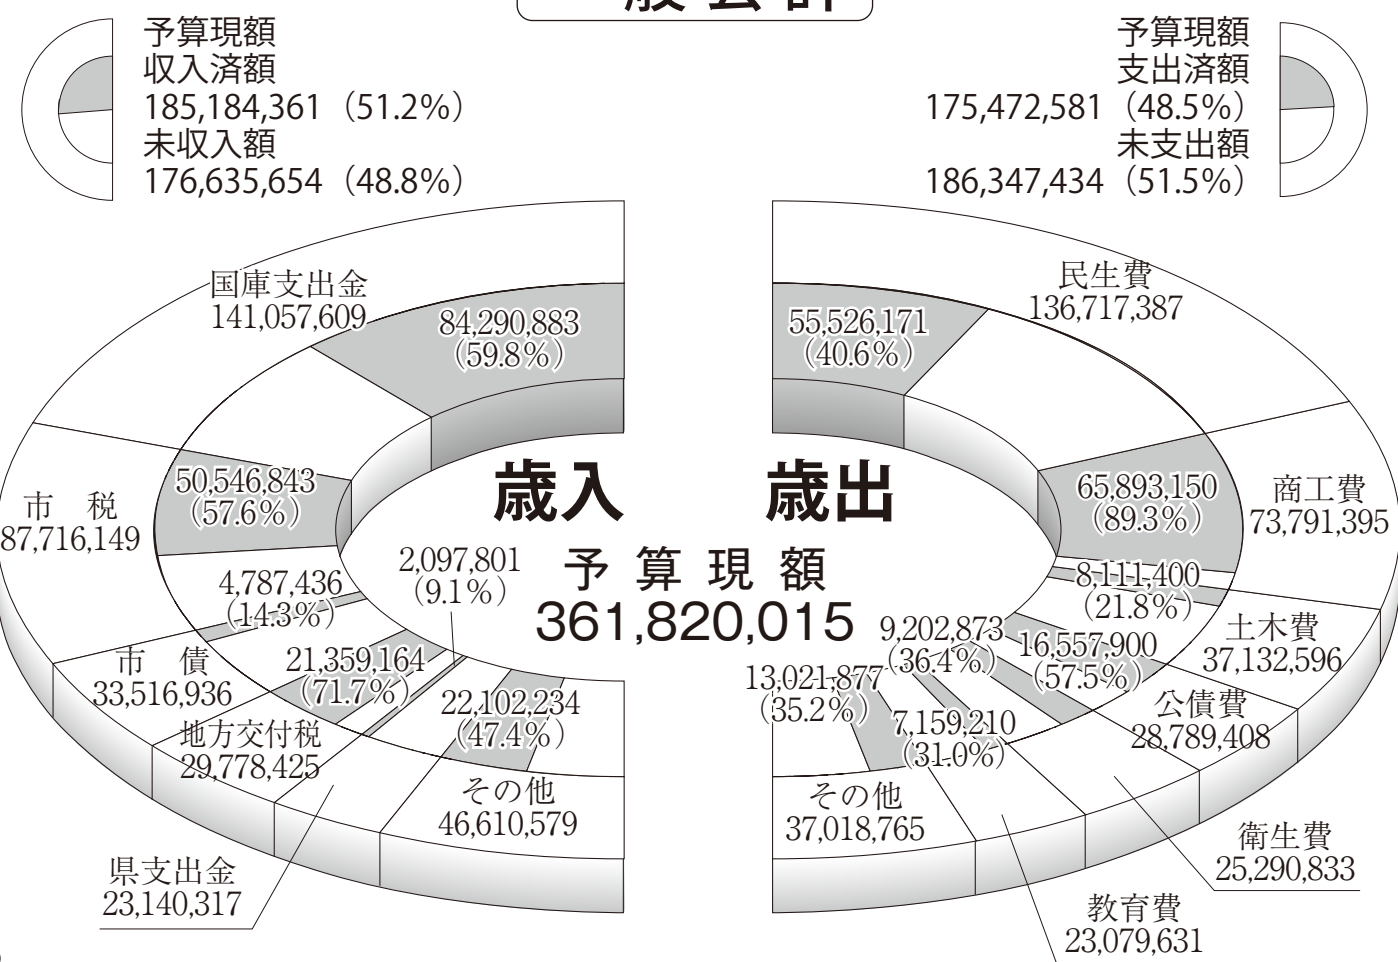 一般会計
予算現額
収入済額
185,184,361（51.2%）
未収入額
176,635,654（48.8%）
予算現額
支出済額
175,472,581（48.5%）
未支出額
186,347,434（51.5%）
国庫支出金
141,057,609
84,290,883
（59.8%）
市　税
87,716,149
50,546,843
（57.6%）
4,787,436
（14.3%）
市　債
33,516,936
21,359,164
（71.7%）
地方交付税
29,778,425
2,097,801
（9.1%）
県支出金
23,140,317
22,102,234
（47.4%）
その他
46,610,579
歳入　歳出
予算現額
361,820,015
民生費
136,717,387
55,526,171
（40.6%）
商工費
73,791,395
65,893,150
（89.3%）
8,111,400
（21.8%）
土木費
37,132,596
16,557,900
（57.5%）
公債費
28,789,408
9,202,873
（36.4%）
衛生費
25,290,833
7,159,210
（31.0%）
教育費
23,079,631
13,021,877
（35.2%）
その他
37,018,765